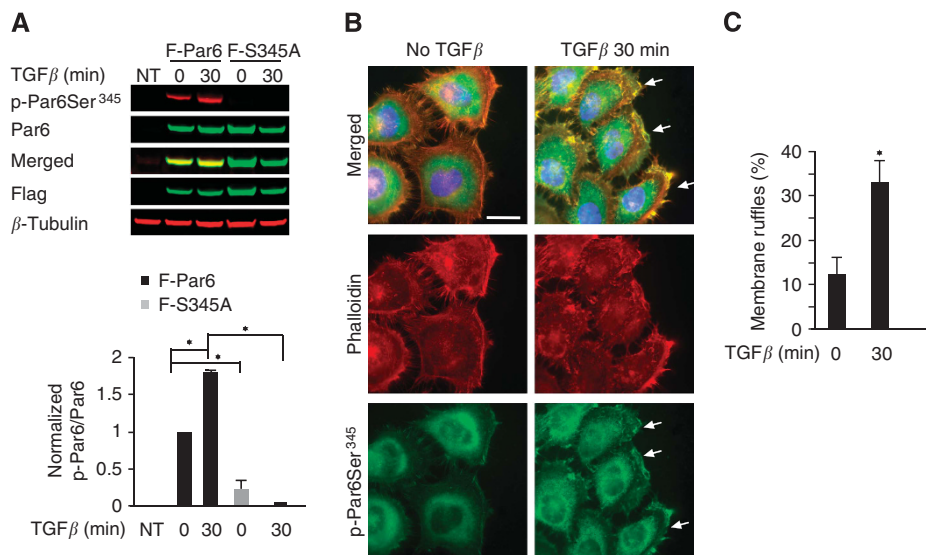 A
F-Par6 F-S345A
TGFβ (min) NT 0 30 0 30
p-Par6Ser³⁴⁵
Par6
Merged
Flag
β-Tubulin
F-Par6
F-S345A
* * *
Normalized
p-Par6/Par6
2
1.5
1
0.5
0
TGFβ (min) NT 0 30 0 30
B
No TGFβ TGFβ 30 min
Merged
Phalloidin
p-Par6Ser³⁴⁵
C
Membrane ruffles (%)
40
30
20
10
0
*
TGFβ (min) 0 30